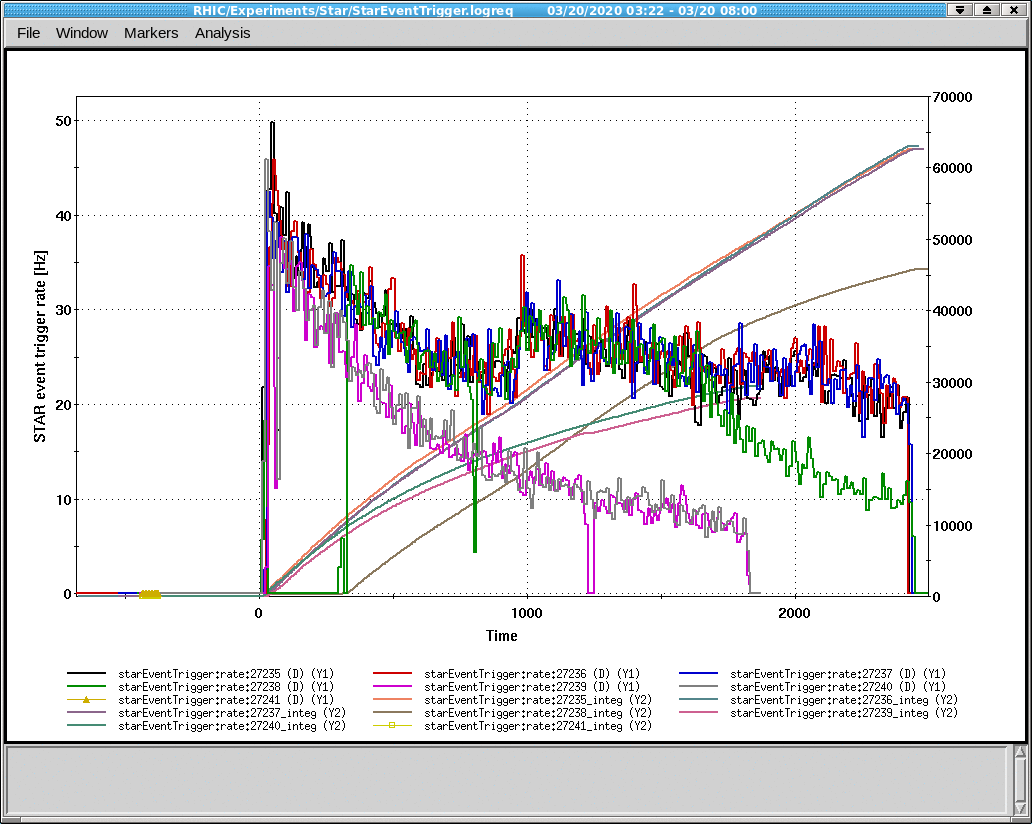 RHIC/Experiments/Star/StarEventTrigger.logreq 03/20/2020 03:22 - 03/20 08:00
File Window Markers Analysis
70000
50
60000
40
50000
STAR event trigger rate [Hz]
30
40000
20
30000
20000
10
10000
0
0
0 1000 2000
Time
starEventTrigger:rate:27235 (D) (Y1) starEventTrigger:rate:27236 (D) (Y1) starEventTrigger:rate:27237 (D) (Y1)
starEventTrigger:rate:27238 (D) (Y1) starEventTrigger:rate:27239 (D) (Y1) starEventTrigger:rate:27240 (D) (Y1)
starEventTrigger:rate:27241 (D) (Y1) starEventTrigger:rate:27235_integ (Y2) starEventTrigger:rate:27236_integ (Y2)
starEventTrigger:rate:27237_integ (Y2) starEventTrigger:rate:27238_integ (Y2) starEventTrigger:rate:27239_integ (Y2)
starEventTrigger:rate:27240_integ (Y2) starEventTrigger:rate:27241_integ (Y2)